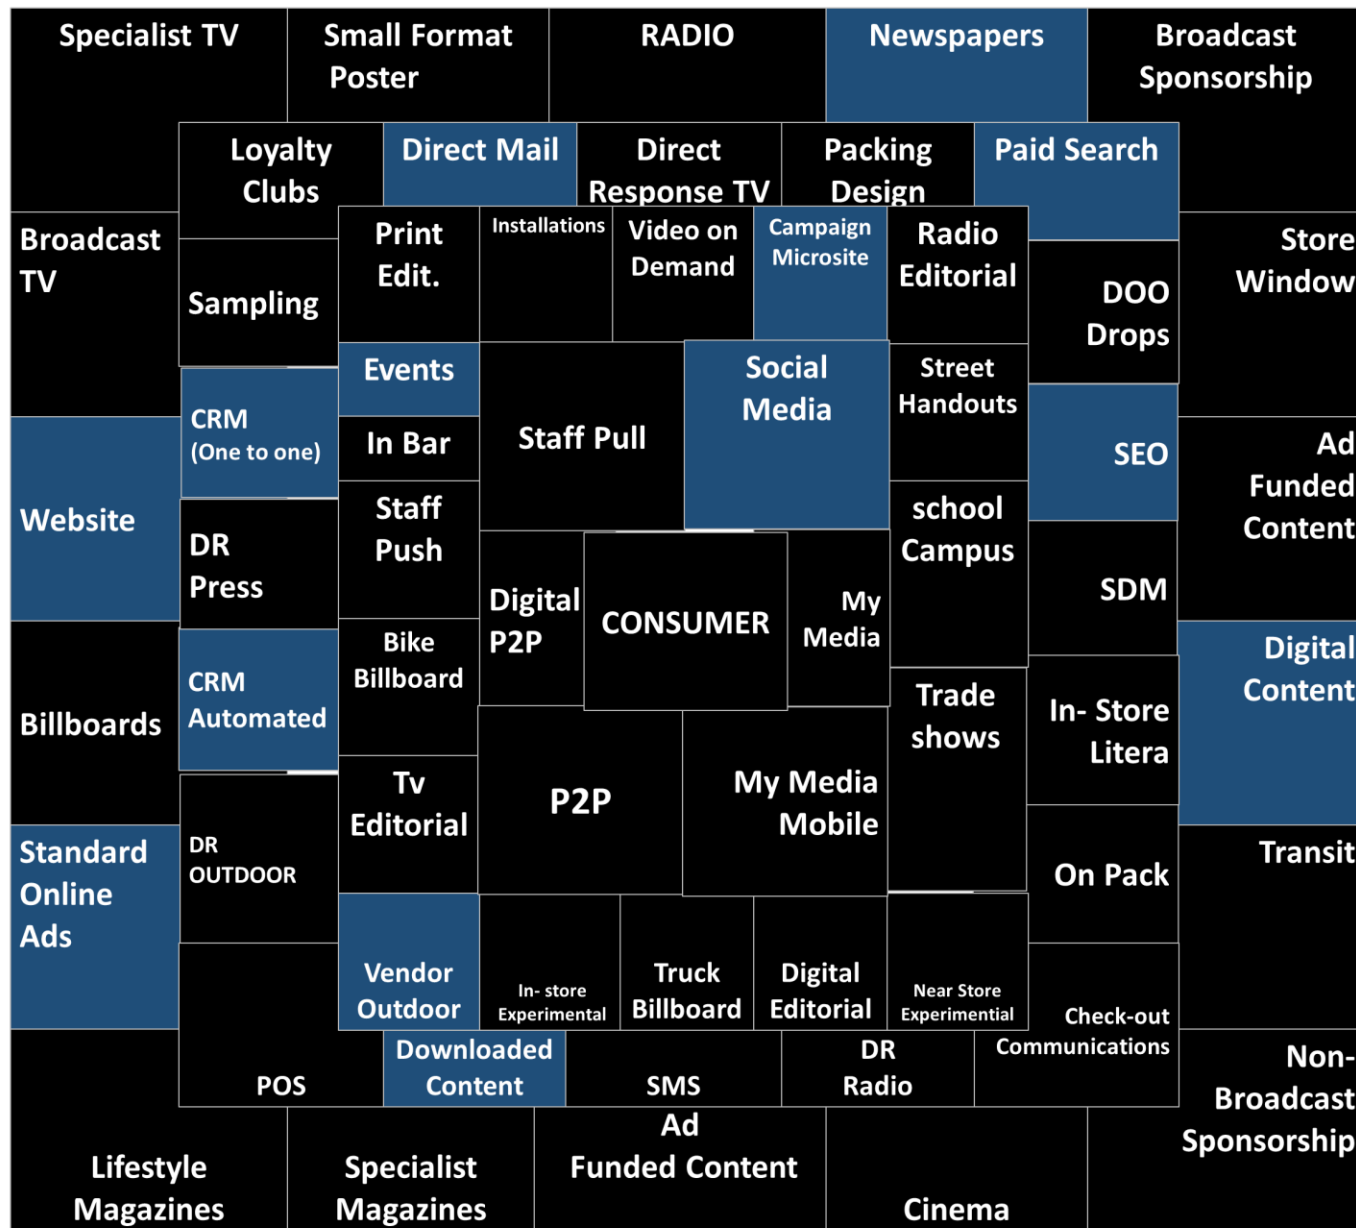 Specialist TV
Small Format
Poster
RADIO
Newspapers
Broadcast
Sponsorship
Loyalty
Clubs
Direct Mail
Direct
Response TV
Packing
Design
Paid Search
Broadcast
TV
Sampling
Print
Edit.
Installations
Video on
Demand
Campaign
Microsite
Radio
Editorial
DOO
Drops
Store
Window
CRM
(One to one)
Events
In Bar
Staff Pull
Social
Media
Street
Handouts
SEO
Ad
Funded
Content
Website
DR
Press
Staff
Push
Digital
P2P
CONSUMER
My
Media
school
Campus
SDM
Billboards
CRM
Automated
Bike
Billboard
Trade
shows
In- Store
Litera
Digital
Content
Standard
Online
Ads
DR
OUTDOOR
Tv
Editorial
P2P
My Media
Mobile
On Pack
Transit
Vendor
Outdoor
In- store
Experimental
Truck
Billboard
Digital
Editorial
Near Store
Experimential
Check-out
Communications
POS
Downloaded
Content
SMS
DR
Radio
Non-
Broadcast
Sponsorship
Lifestyle
Magazines
Specialist
Magazines
Ad
Funded Content
Cinema